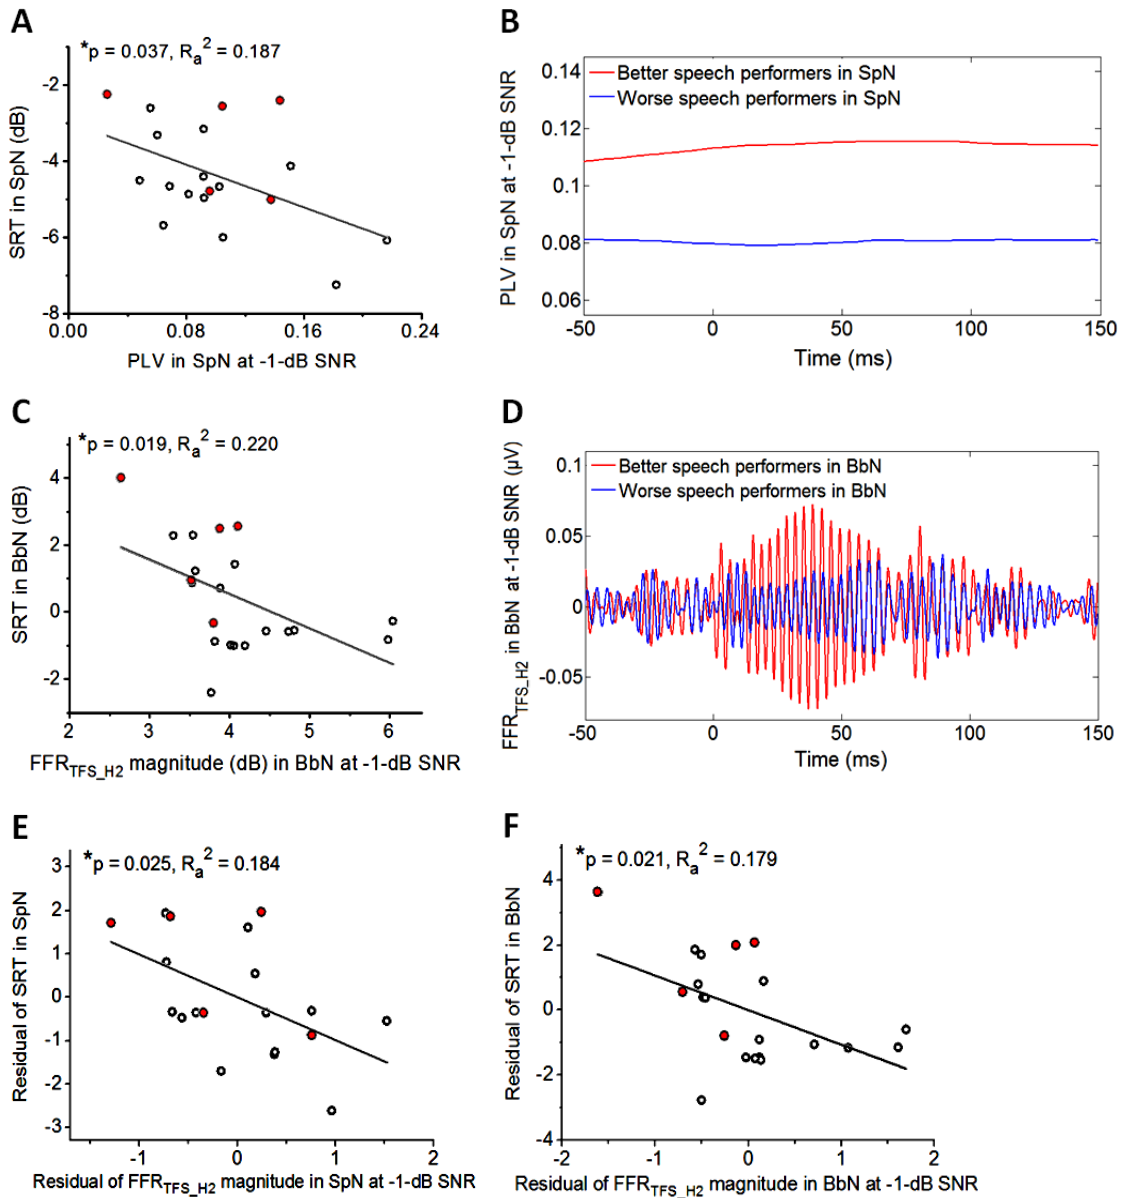 A
*p = 0.037, Ra2 = 0.187
SRT in SpN (dB)
-2
-4
-6
-8
0.00
0.08
0.16
0.24
PLV in SpN at -1-dB SNR
B
Better speech performers in SpN
Worse speech performers in SpN
PLV in SpN at -1-dB SNR
0.14
0.12
0.1
0.08
0.06
-50
0
50
100
150
Time (ms)
C
*p = 0.019, Ra2 = 0.220
SRT in BbN (dB)
4
2
0
-2
2
3
4
5
6
FFRTFS_H2 magnitude (dB) in BbN at -1-dB SNR
D
Better speech performers in BbN
Worse speech performers in BbN
FFRTFS_H2 in BbN at -1-dB SNR (µV)
0.1
0.05
0
-0.05
-50
0
50
100
150
Time (ms)
E
*p = 0.025, Ra2 = 0.184
Residual of SRT in SpN
3
2
1
0
-1
-2
-3
-1
0
1
2
Residual of FFRTFS_H2 magnitude in SpN at -1-dB SNR
F
*p = 0.021, Ra2 = 0.179
Residual of SRT in BbN
4
2
0
-2
-4
-2
-1
0
1
2
Residual of FFRTFS_H2 magnitude in BbN at -1-dB SNR